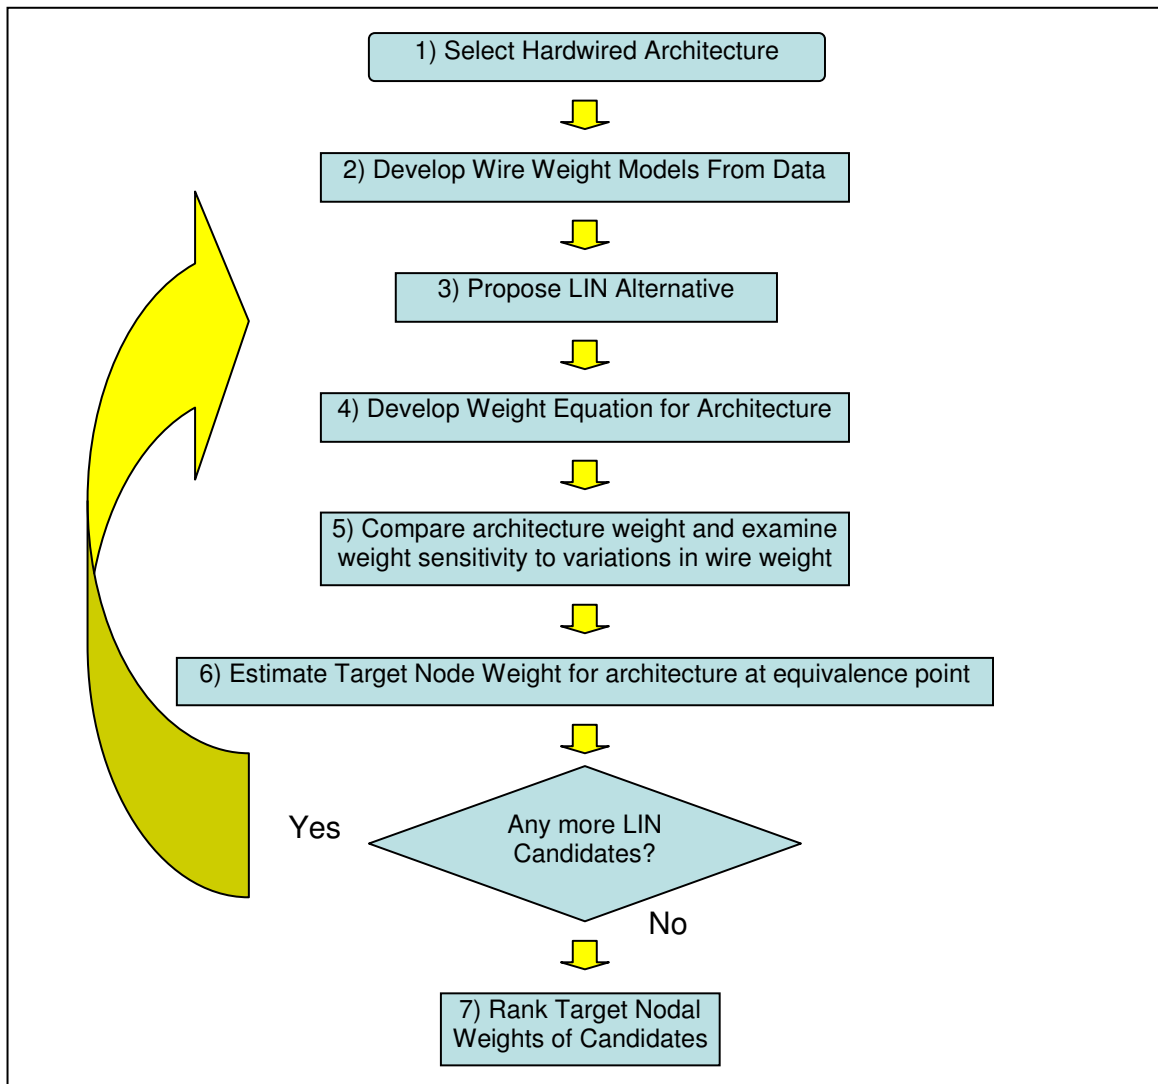 1) Select Hardwired Architecture
2) Develop Wire Weight Models From Data
3) Propose LIN Alternative
4) Develop Weight Equation for Architecture
5) Compare architecture weight and examine
weight sensitivity to variations in wire weight
6) Estimate Target Node Weight for architecture at equivalence point
Any more LIN
Candidates?
Yes
No
7) Rank Target Nodal
Weights of Candidates